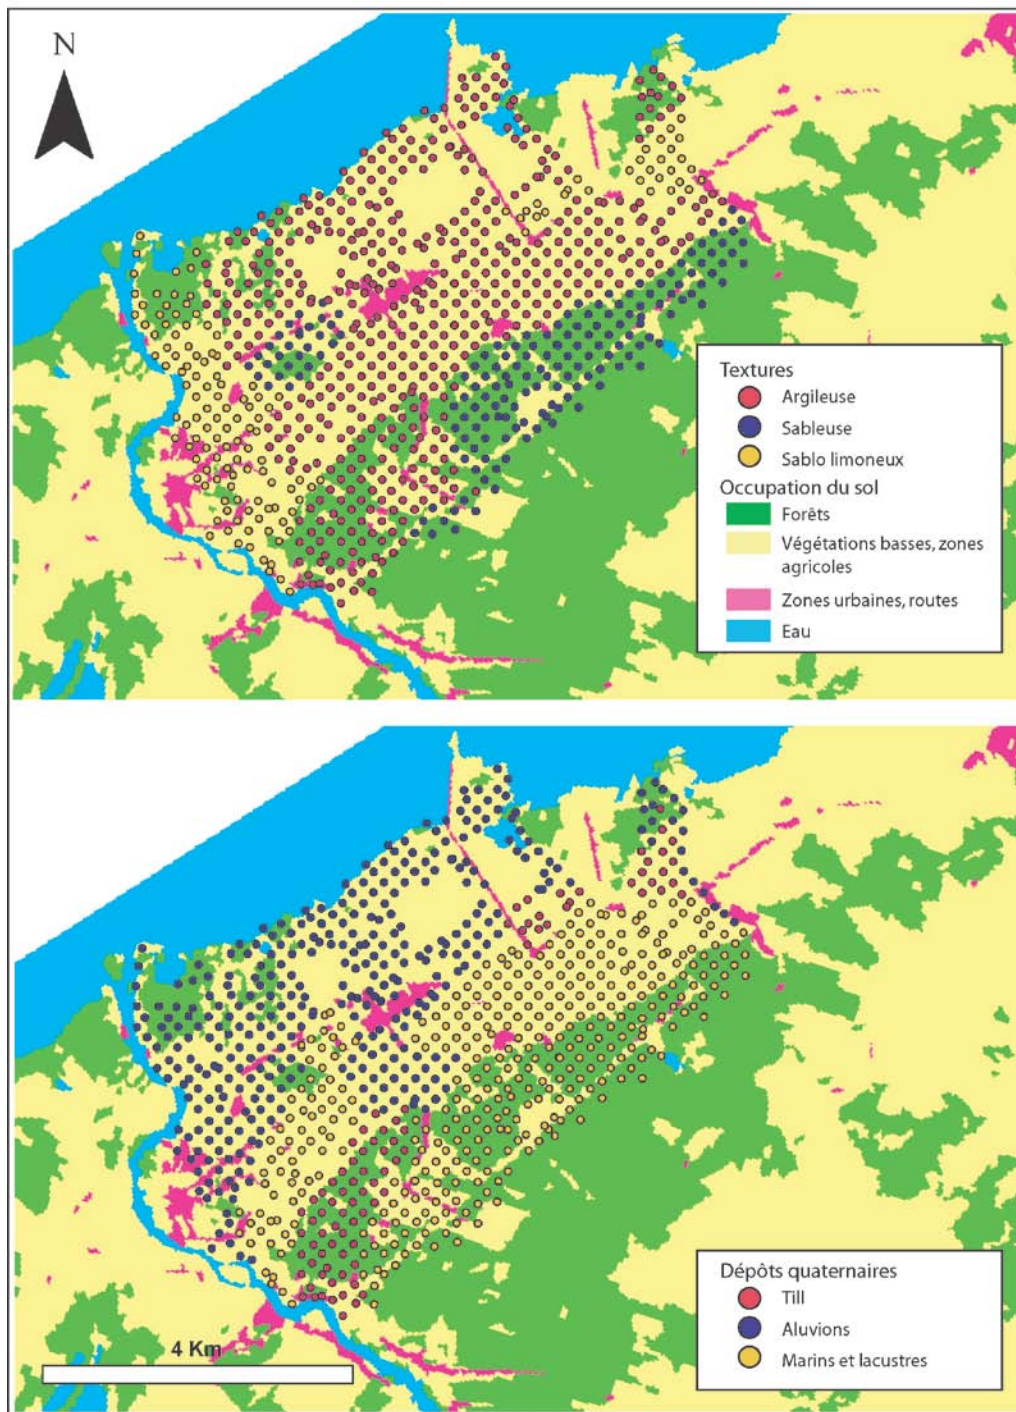 N
Textures
Argileuse
Sableuse
Sablo limoneux
Occupation du sol
Forêts
Végétations basses, zones
agricoles
Zones urbaines, routes
Eau
4 Km
Dépôts quaternaires
Till
Aluvions
Marins et lacustres